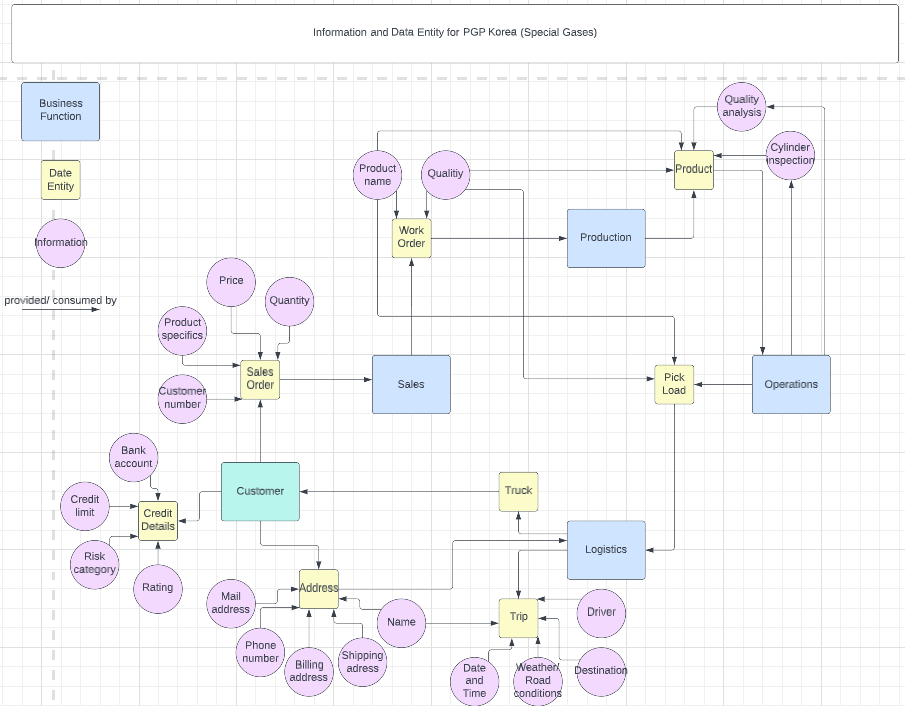 Information and Data Entity for PGP Korea (Special Gases)
Business
Function
Date
Entity
Information
provided/ consumed by
Quality
analysis
Cylinder
inspection
Product
name
Qualitiy
Product
Work
Order
Production
Price
Quantity
Product
specifics
Sales
Order
Customer
number
Sales
Pick
Load
Operations
Bank
account
Credit
limit
Credit
Details
Risk
category
Rating
Customer
Truck
Logistics
Mail
address
Address
Phone
number
Billing
address
Shipping
adress
Name
Trip
Driver
Date
and
Time
Weather/
Road
conditions
Destination